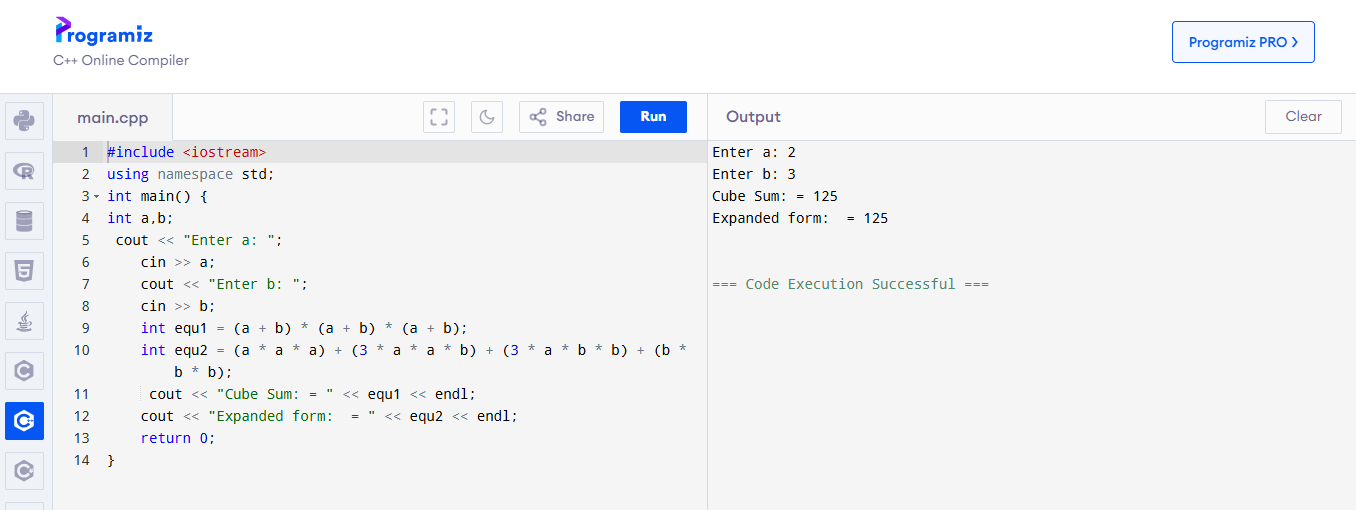 Programiz
C++ Online Compiler
Programiz PRO >
main.cpp
Share
Run
Output
Clear
1 #include <iostream>
2 using namespace std;
3 int main() {
4 int a,b;
5 cout << "Enter a: ";
6 cin >> a;
7 cout << "Enter b: ";
8 cin >> b;
9 int equ1 = (a + b) * (a + b) * (a + b);
10 int equ2 = (a * a * a) + (3 * a * a * b) + (3 * a * b * b) + (b *
b * b);
11 cout << "Cube Sum: = " << equ1 << endl;
12 cout << "Expanded form:  = " << equ2 << endl;
13 return 0;
14 }
Enter a: 2
Enter b: 3
Cube Sum: = 125
Expanded form:  = 125
=== Code Execution Successful ===